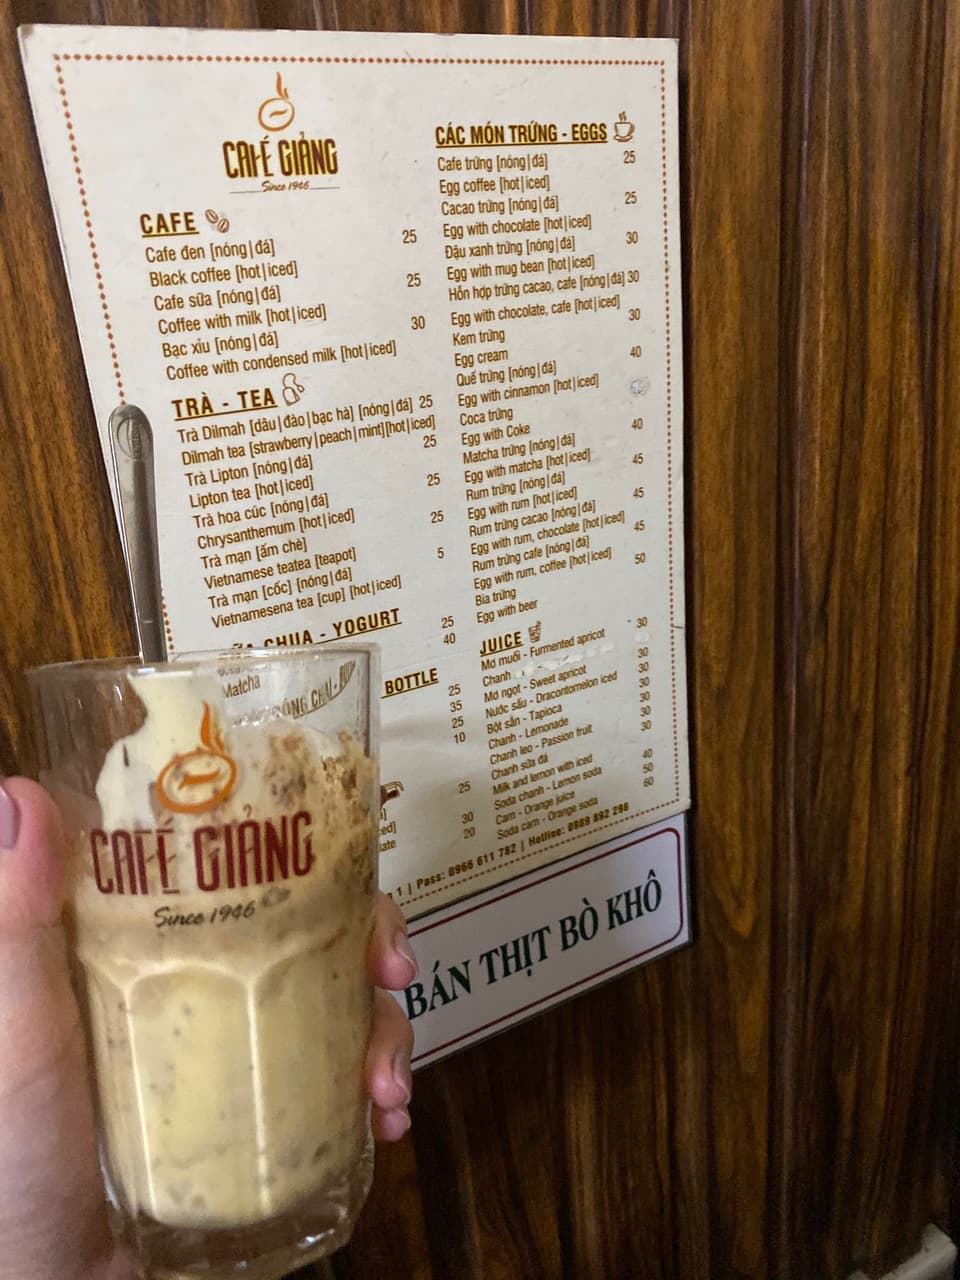 CAFÉ GIẢNG
Since 1946
CAFE
Cafe đen [nóng|đá] 25
Black coffee [hot|iced]
Cafe sữa [nóng|đá] 25
Coffee with milk [hot|iced]
Bạc xỉu [nóng|đá] 30
Coffee with condensed milk [hot|iced]
TRÀ - TEA
Trà Dilmah [dâu|đào|bạc hà] [nóng|đá] 25
Dilmah tea [strawberry|peach|mint][hot|iced]
Trà Lipton [nóng|đá] 25
Lipton tea [hot|iced]
Trà hoa cúc [nóng|đá] 25
Chrysanthemum [hot|iced]
Trà mạn [ấm chè] 25
Vietnamese teatea [teapot]
Trà mạn [cốc] [nóng|đá] 5
Vietnamesena tea [cup] [hot|iced]
CHUA - YOGURT
25
40
Matcha
BOTTLE
25
35
25
10
25
30
20
CÁC MÓN TRỨNG - EGGS
Cafe trứng [nóng|đá] 25
Egg coffee [hot|iced]
Cacao trứng [nóng|đá] 25
Egg with chocolate [hot|iced]
Đậu xanh trứng [nóng|đá] 30
Egg with mug bean [hot|iced]
Hỗn hợp trứng cacao, cafe [nóng|đá] 30
Egg with chocolate, cafe [hot|iced]
Kem trứng 30
Egg cream
Quế trứng [nóng|đá] 40
Egg with cinnamon [hot|iced]
Coca trứng
Egg with Coke
Matcha trứng [nóng|đá] 40
Egg with matcha [hot|iced]
Rum trứng [nóng|đá] 45
Egg with rum [hot|iced]
Rum trứng cacao [nóng|đá] 45
Egg with rum, chocolate [hot|iced]
Rum trứng cafe [nóng|đá] 45
Egg with rum, coffee [hot|iced]
Bia trứng 50
Egg with beer
JUICE
Mơ muối - Furmented apricot 30
Chanh
Mơ ngọt - Sweet apricot 30
Nước sấu - Dracontomelon iced 30
Bột sắn - Tapioca 30
Chanh - Lemonade 30
Chanh leo - Passion fruit 30
Chanh sữa đá
Milk and lemon with iced
Soda chanh - Lemon soda 40
Cam - Orange juice 50
Soda cam - Orange soda 60
1 | Pass: 0966 611 792 | Hotline: 0989 892 298
BÁN THỊT BÒ KHÔ
CAFÉ GIẢNG
Since 1946